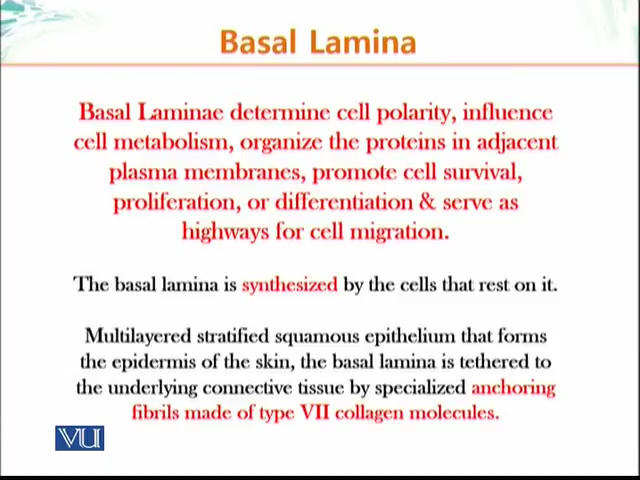 Basal Lamina
Basal Laminae determine cell polarity, influence
cell metabolism, organize the proteins in adjacent
plasma membranes, promote cell survival,
proliferation, or differentiation & serve as
highways for cell migration.
The basal lamina is synthesized by the cells that rest on it.
Multilayered stratified squamous epithelium that forms
the epidermis of the skin, the basal lamina is tethered to
the underlying connective tissue by specialized anchoring
fibrils made of type VII collagen molecules.
VU